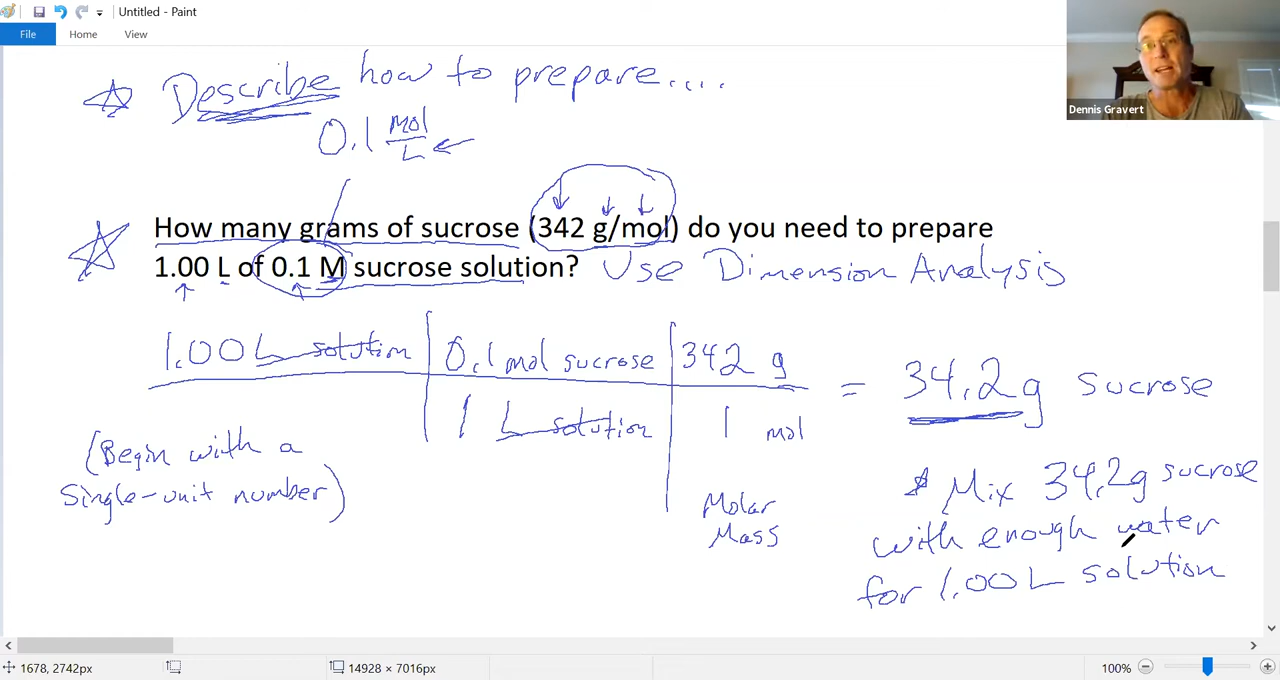 Untitled - Paint
File Home View
Dennis Gravert
Describe how to prepare....
0.1 mol
L
How many grams of sucrose (342 g/mol) do you need to prepare
1.00 L of 0.1 M sucrose solution? Use Dimension Analysis
1.00 L solution 0.1 mol sucrose 342 g
= 34.2g sucrose
1 L solution 1 mol
(Begin with a
single-unit number)
Molar
Mass
Mix 34.2g sucrose
with enough water
for 1.00 L solution
1678, 2742px 14928 × 7016px 100%